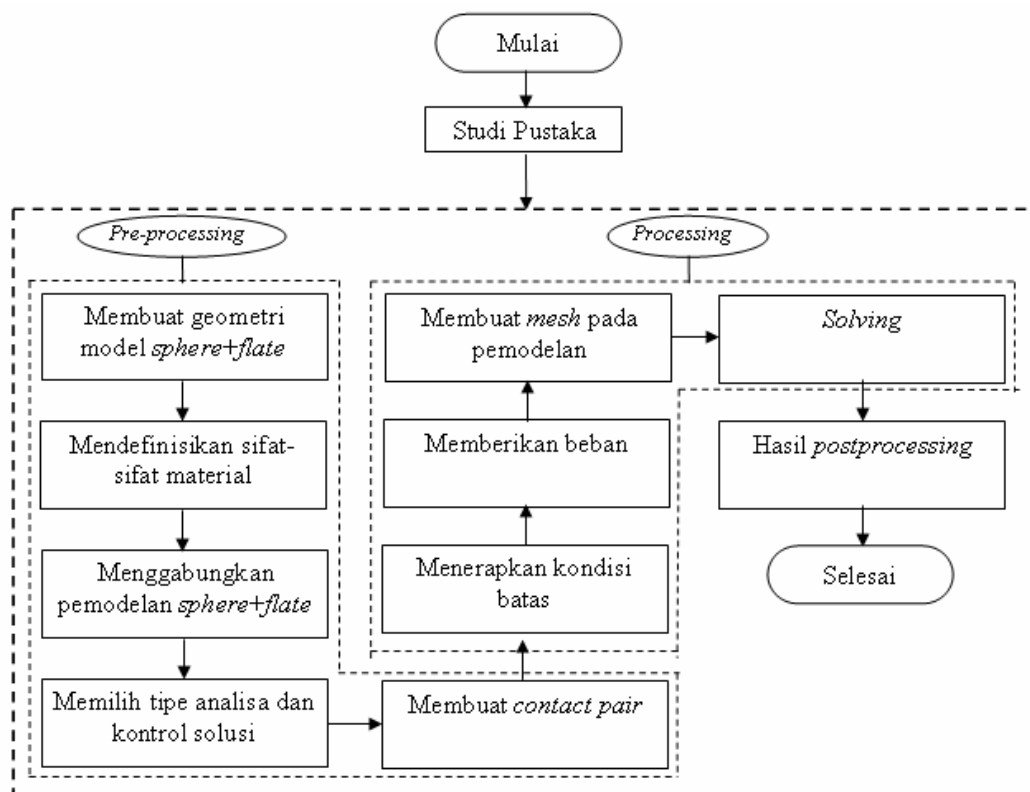 Mulai
Studi Pustaka
Pre-processing
Membuat geometri
model sphere+flate
Mendefinisikan sifat-
sifat material
Menggabungkan
pemodelan sphere+flate
Memilih tipe analisa dan
kontrol solusi
Membuat contact pair
Processing
Menerapkan kondisi
batas
Memberikan beban
Membuat mesh pada
pemodelan
Solving
Hasil postprocessing
Selesai